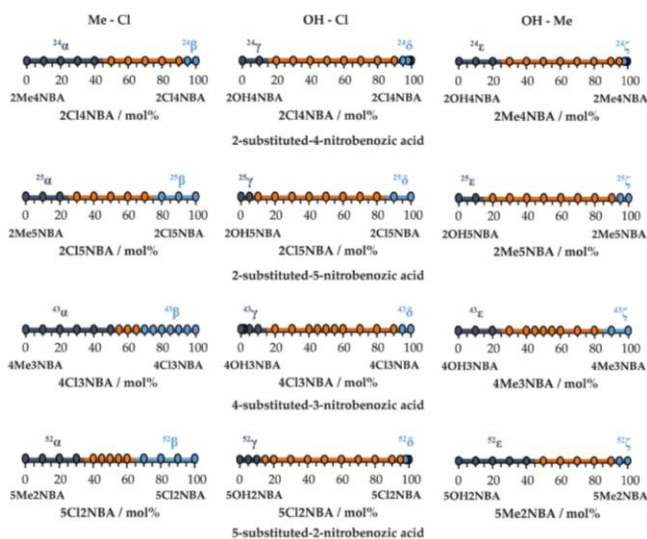 Me - Cl OH - Cl OH - Me
24α 24β 24γ 24δ 24ε 24ζ
0 20 40 60 80 100 0 20 40 60 80 100 0 20 40 60 80 100
2Me4NBA 2Cl4NBA 2OH4NBA 2Cl4NBA 2OH4NBA 2Me4NBA
2Cl4NBA / mol% 2Cl4NBA / mol% 2Me4NBA / mol%
2-substituted-4-nitrobenozic acid
25α 25β 25γ 25δ 25ε 25ζ
0 20 40 60 80 100 0 20 40 60 80 100 0 20 40 60 80 100
2Me5NBA 2Cl5NBA 2OH5NBA 2Cl5NBA 2OH5NBA 2Me5NBA
2Cl5NBA / mol% 2Cl5NBA / mol% 2Me5NBA / mol%
2-substituted-5-nitrobenozic acid
43α 43β 43γ 43δ 43ε 43ζ
0 20 40 60 80 100 0 20 40 60 80 100 0 20 40 60 80 100
4Me3NBA 4Cl3NBA 4OH3NBA 4Cl3NBA 4OH3NBA 4Me3NBA
4Cl3NBA / mol% 4Cl3NBA / mol% 4Me3NBA / mol%
4-substituted-3-nitrobenozic acid
52α 52β 52γ 52δ 52ε 52ζ
0 20 40 60 80 100 0 20 40 60 80 100 0 20 40 60 80 100
5Me2NBA 5Cl2NBA 5OH2NBA 5Cl2NBA 5OH2NBA 5Me2NBA
5Cl2NBA / mol% 5Cl2NBA / mol% 5Me2NBA / mol%
5-substituted-2-nitrobenozic acid